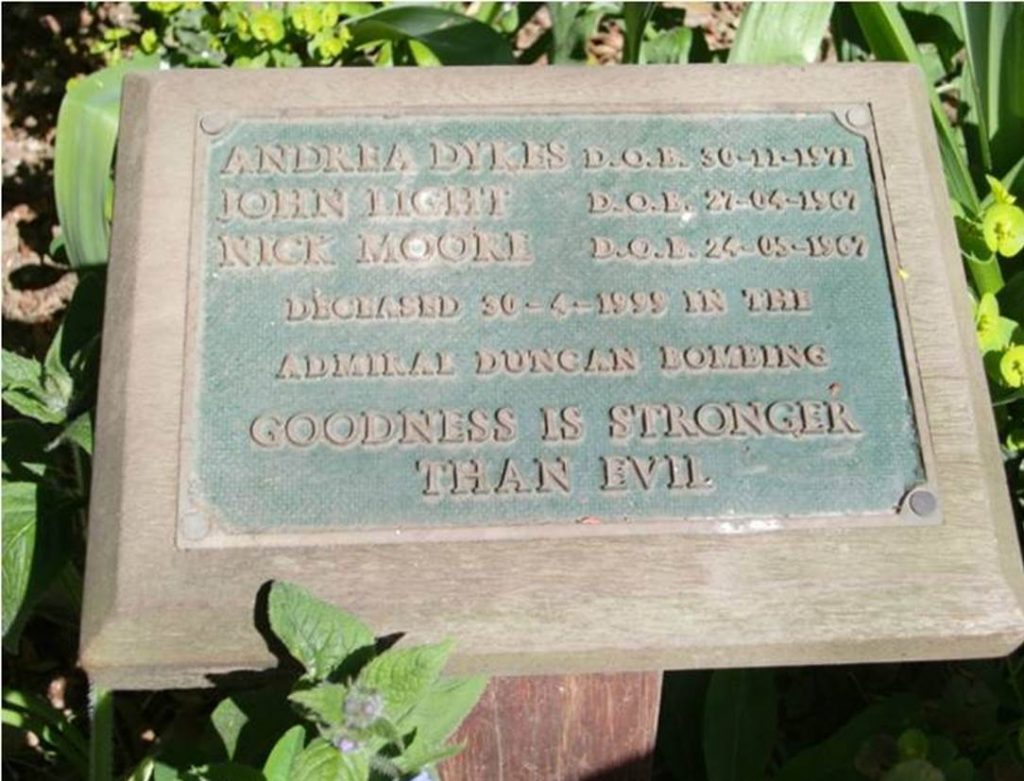 ANDREA DYKES D.O.B. 30-11-1971
JOHN LIGHT D.O.B. 27-04-1967
NICK MOORE D.O.B. 24-05-1967
DECEASED 30-4-1999 IN THE
ADMIRAL DUNCAN BOMBING
GOODNESS IS STRONGER
THAN EVIL